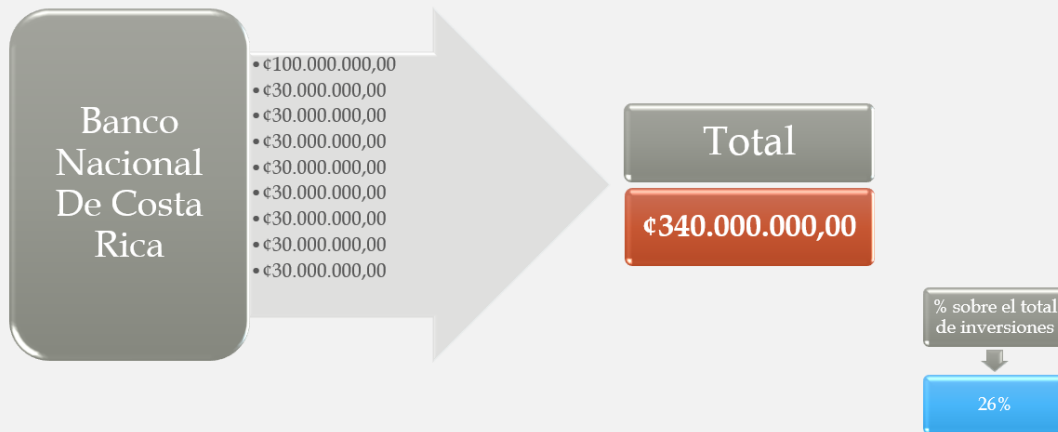 Banco
Nacional
De Costa
Rica
• ¢100.000.000,00
• ¢30.000.000,00
• ¢30.000.000,00
• ¢30.000.000,00
• ¢30.000.000,00
• ¢30.000.000,00
• ¢30.000.000,00
• ¢30.000.000,00
• ¢30.000.000,00
Total
¢340.000.000,00
% sobre el total
de inversiones
26%